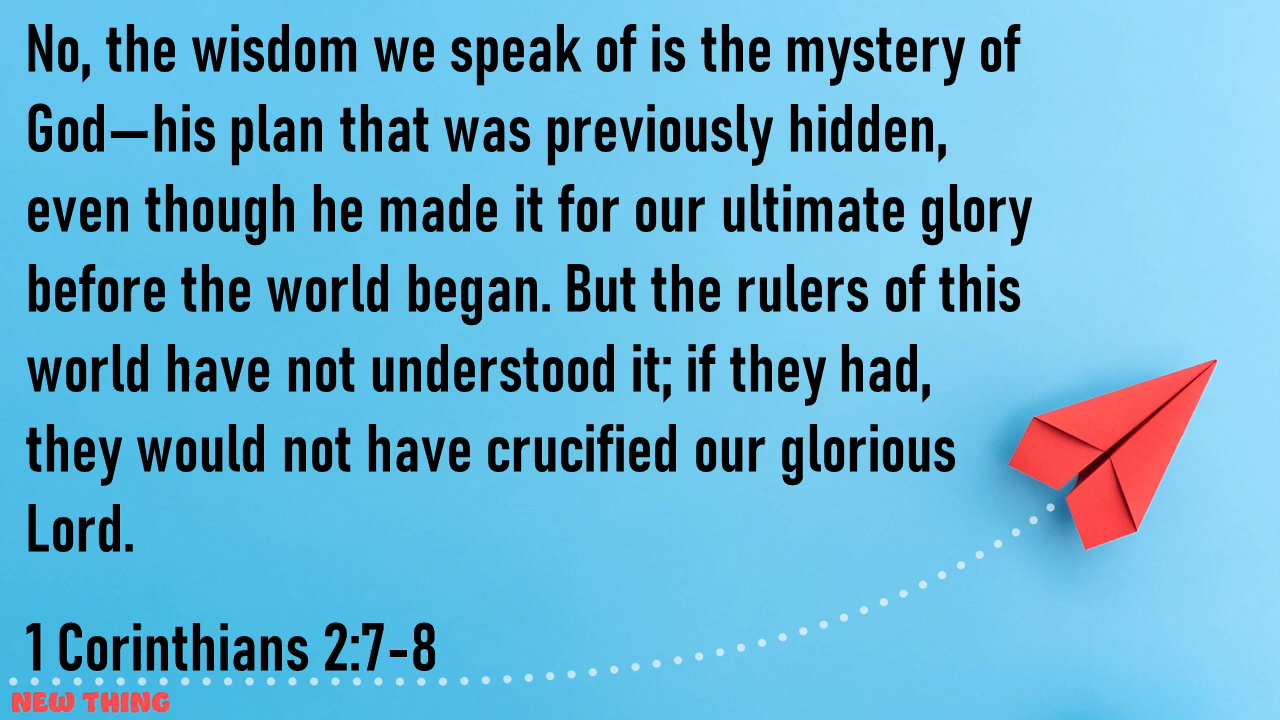 No, the wisdom we speak of is the mystery of
God—his plan that was previously hidden,
even though he made it for our ultimate glory
before the world began. But the rulers of this
world have not understood it; if they had,
they would not have crucified our glorious
Lord.
1 Corinthians 2:7-8
NEW THING